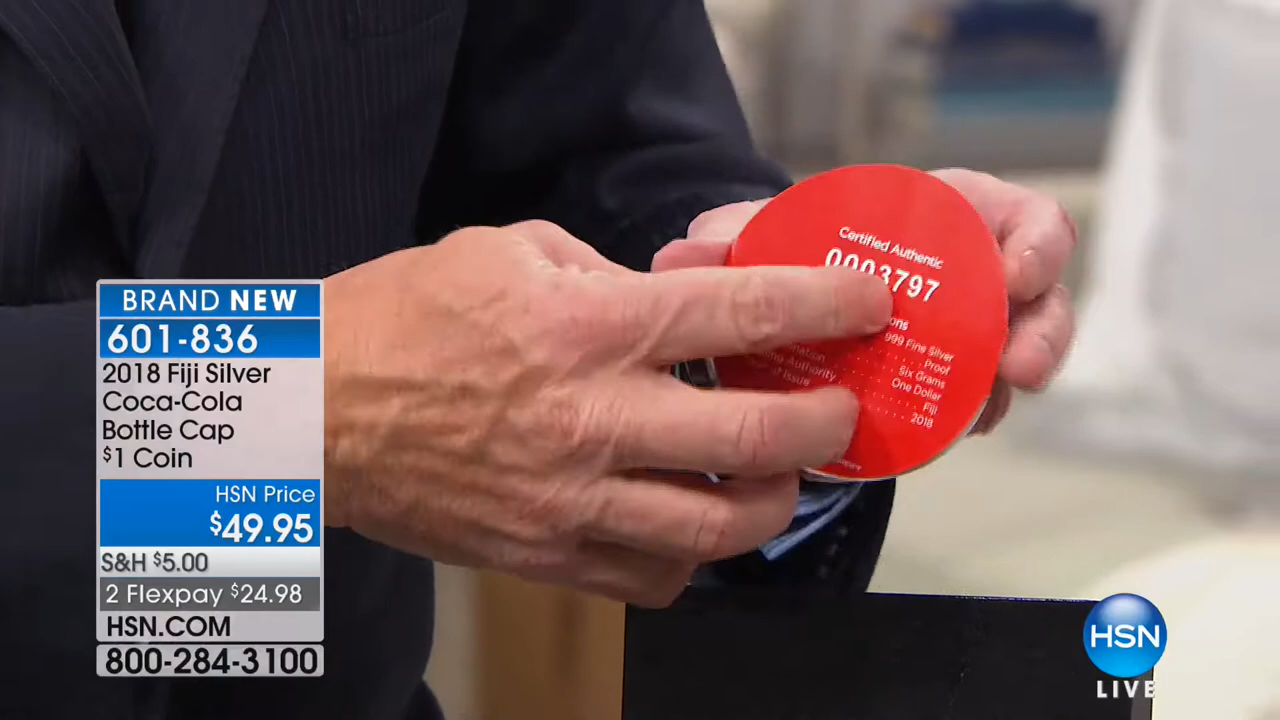 BRAND NEW
601-836
2018 Fiji Silver
Coca-Cola
Bottle Cap
$1 Coin
HSN Price
$49.95
S&H $5.00
2 Flexpay $24.98
HSN.COM
800-284-3100
Certified Authentic
0003797
999 Fine Silver
Proof
Six Grams
Authority
One Dollar
Issue
Fiji
2018
HSN
LIVE